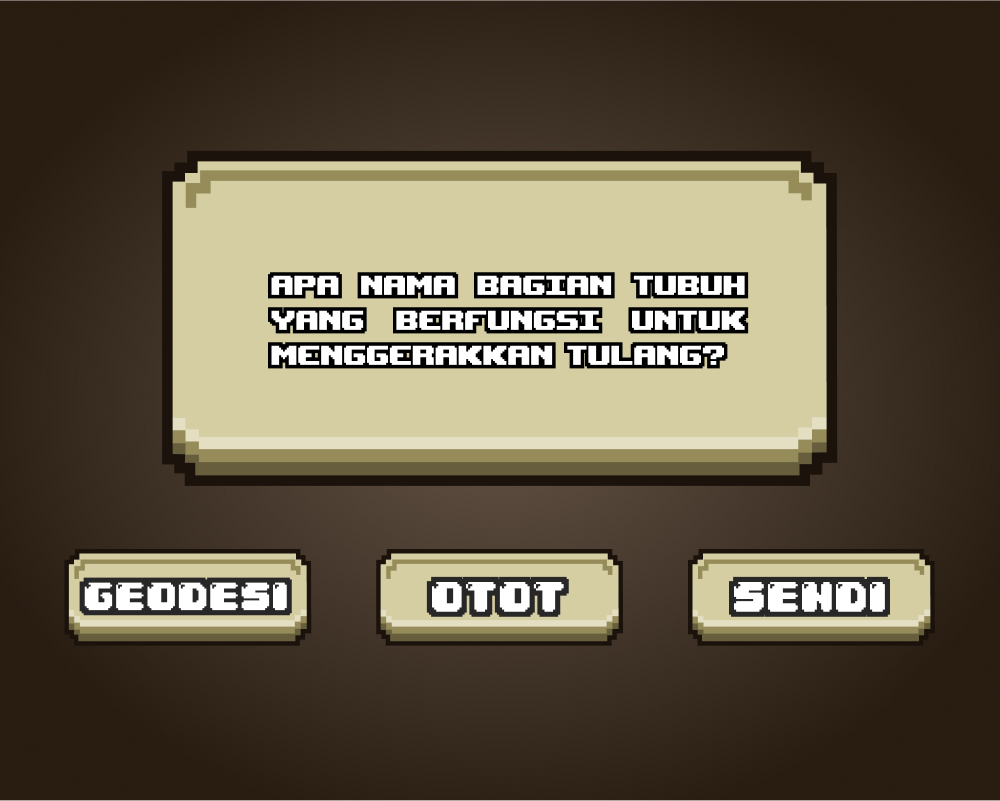 APA NAMA BAGIAN TUBUH
YANG BERFUNGSI UNTUK
MENGGERAKKAN TULANG?
GEODESI
OTOT
SENDI